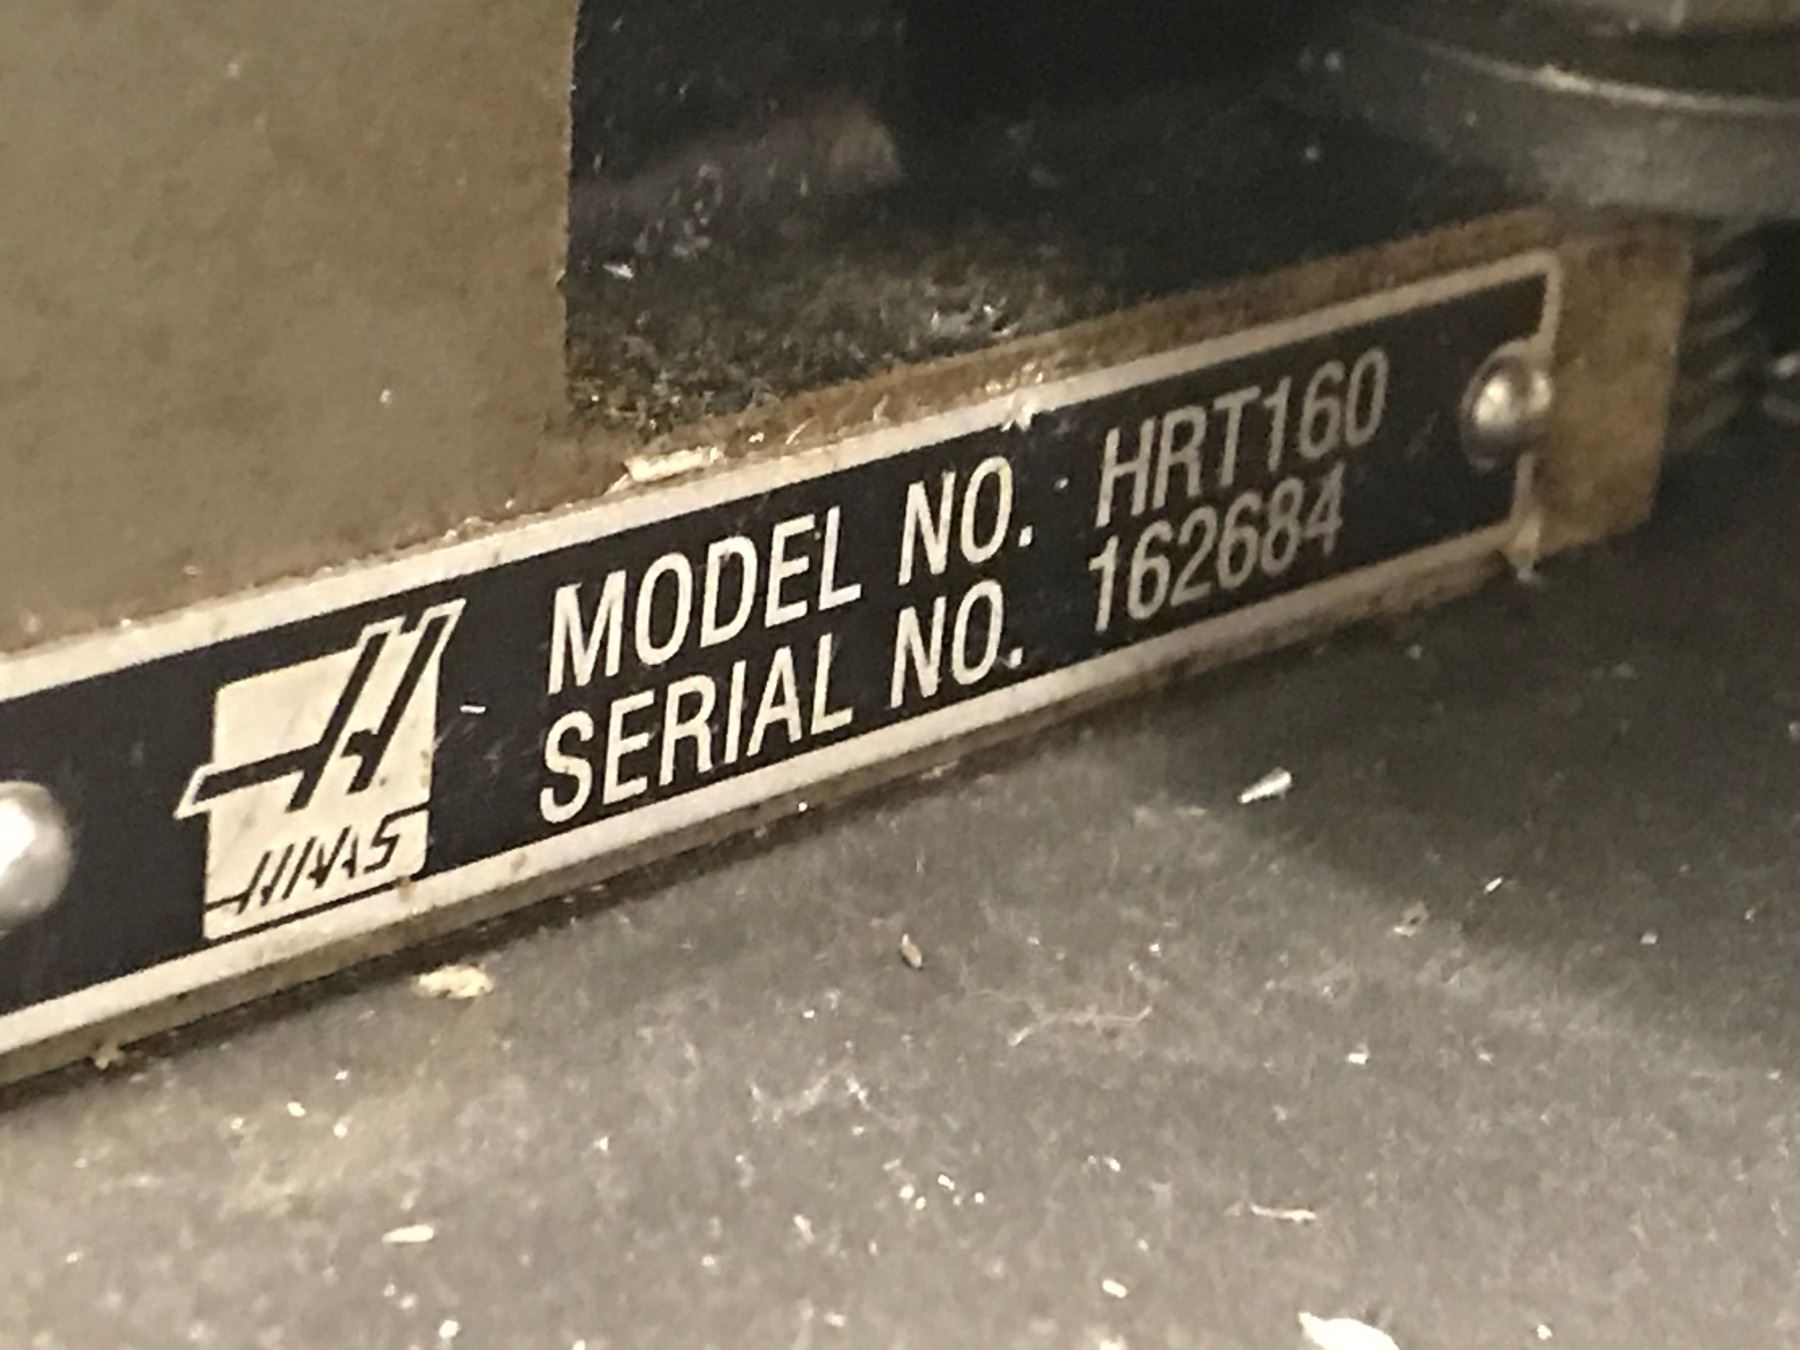 MODEL NO. HRT160
SERIAL NO. 162684
HAAS